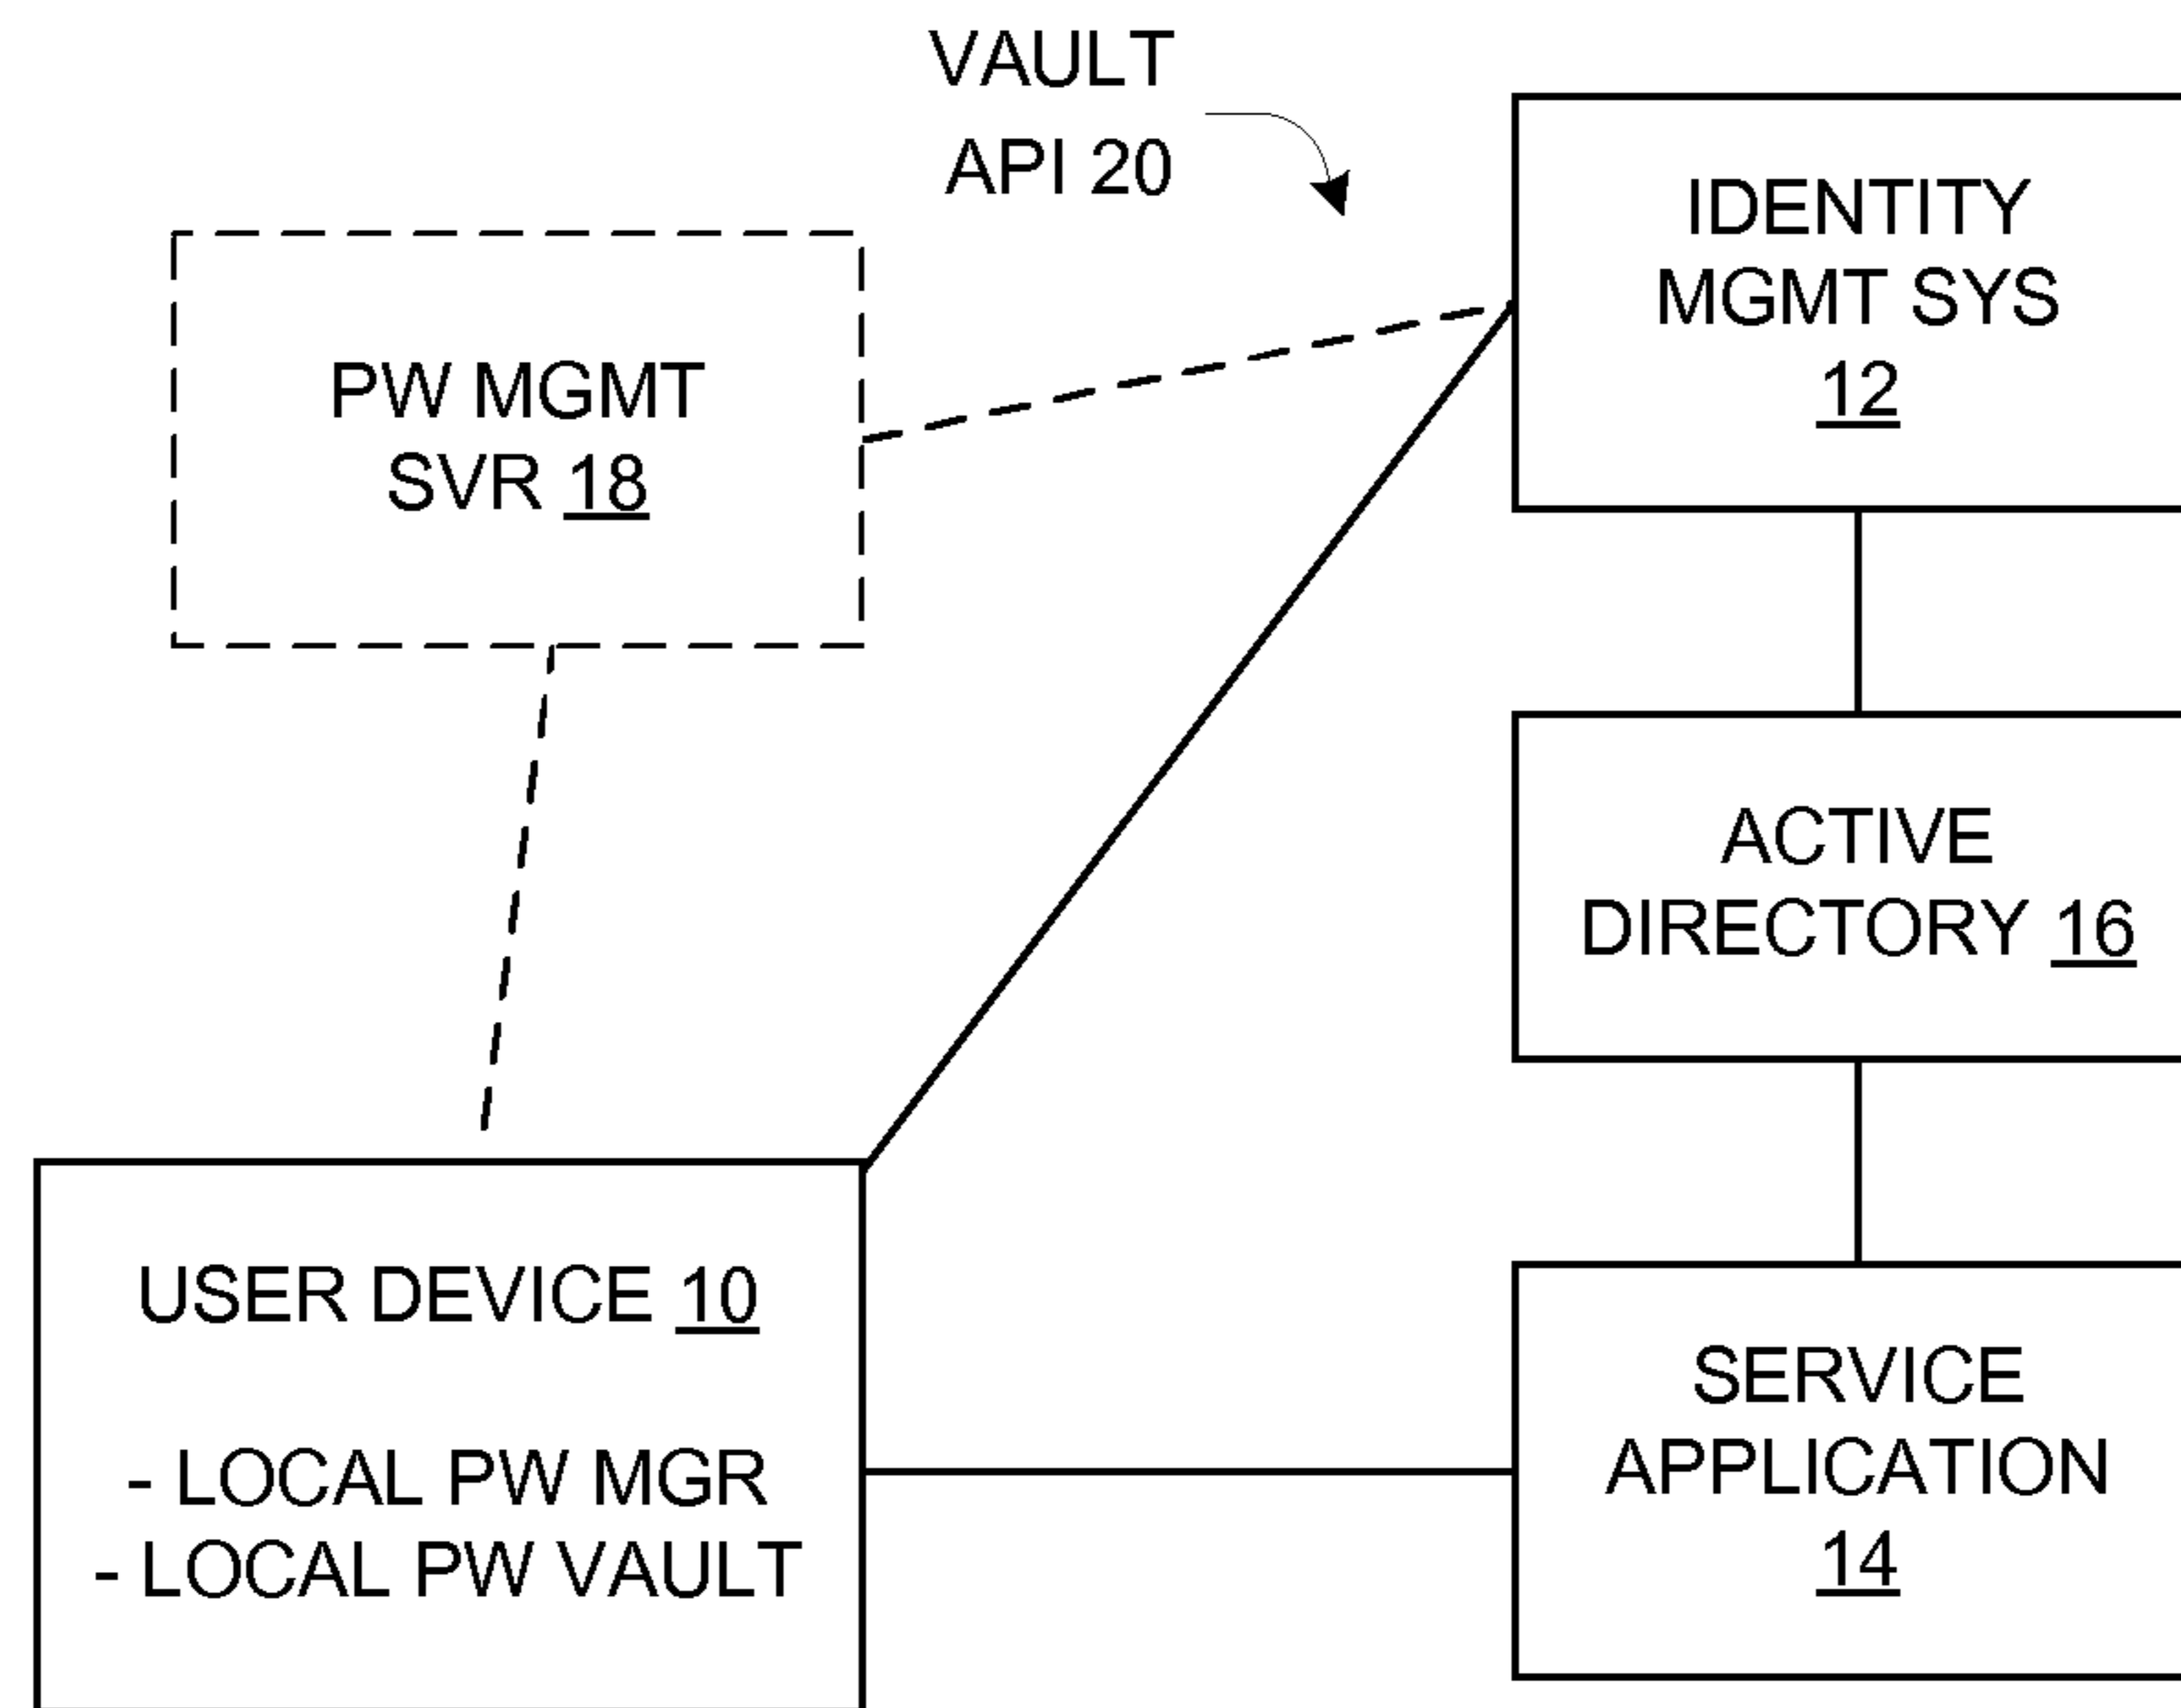 VAULT
API 20
IDENTITY
MGMT SYS
12
PW MGMT
SVR 18
ACTIVE
DIRECTORY 16
USER DEVICE 10
- LOCAL PW MGR
- LOCAL PW VAULT
SERVICE
APPLICATION
14